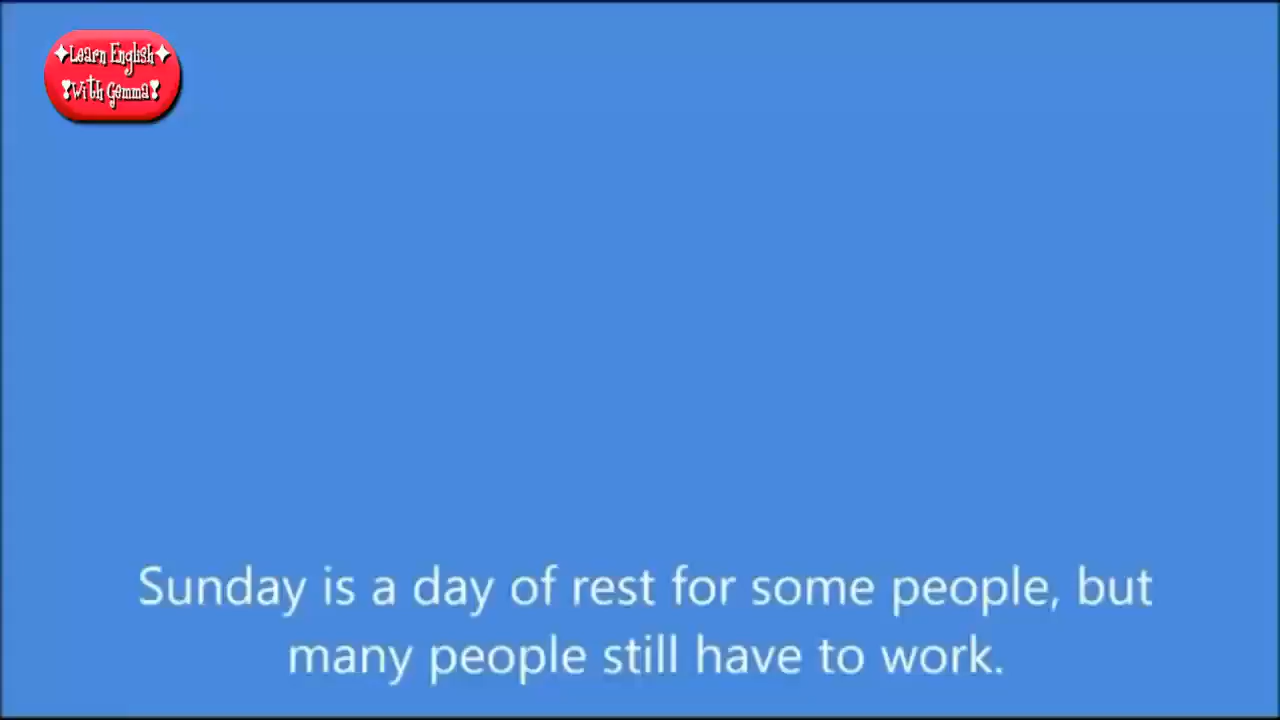 Learn English
With Gemma
Sunday is a day of rest for some people, but
many people still have to work.